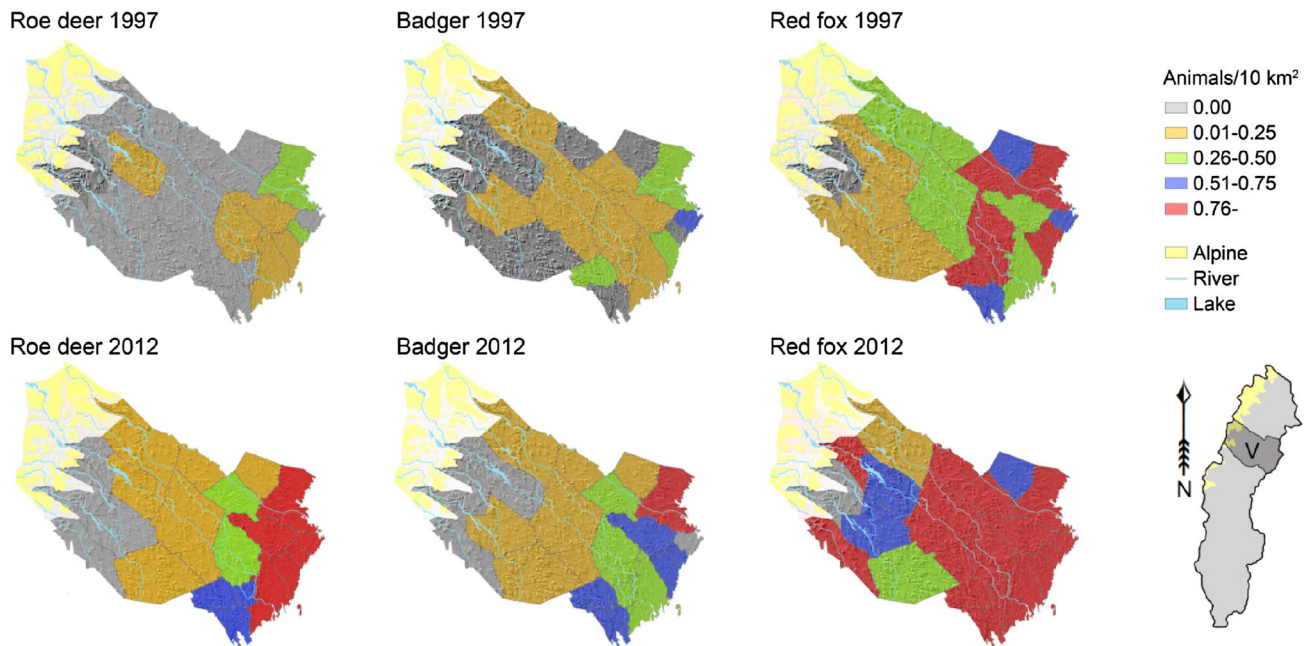 Roe deer 1997
Badger 1997
Red fox 1997
Animals/10 km²
0.00
0.01-0.25
0.26-0.50
0.51-0.75
0.76-
Alpine
River
Lake
Roe deer 2012
Badger 2012
Red fox 2012
V
N